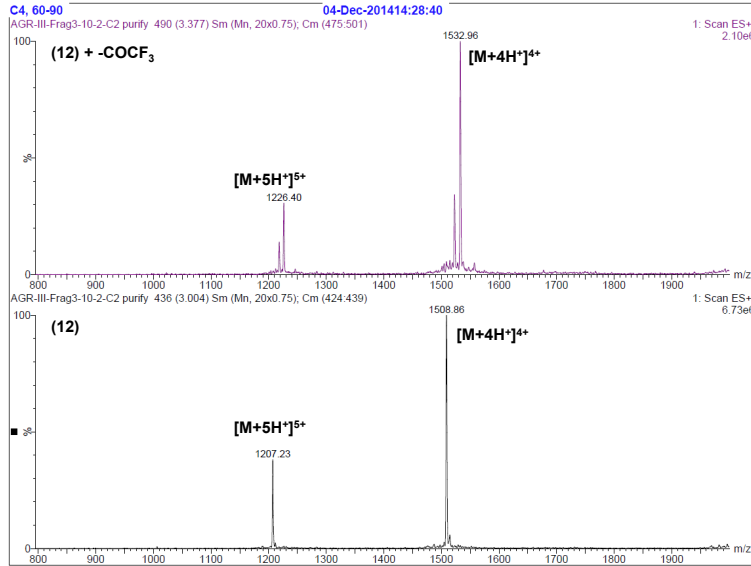 C4, 60-90 04-Dec-201414:28:40
AGR-III-Frag3-10-2-C2 purify 490 (3.377) Sm (Mn, 20x0.75); Cm (475:501) 1: Scan ES+
2.10e6
100
%
0
(12) + -COCF3
[M+5H+]5+
1226.40
1532.96
[M+4H+]4+
800 900 1000 1100 1200 1300 1400 1500 1600 1700 1800 1900 m/z
AGR-III-Frag3-10-2-C2 purify 436 (3.004) Sm (Mn, 20x0.75); Cm (424:439) 1: Scan ES+
6.73e6
100
%
0
(12)
[M+5H+]5+
1207.23
1508.86
[M+4H+]4+
800 900 1000 1100 1200 1300 1400 1500 1600 1700 1800 1900 m/z